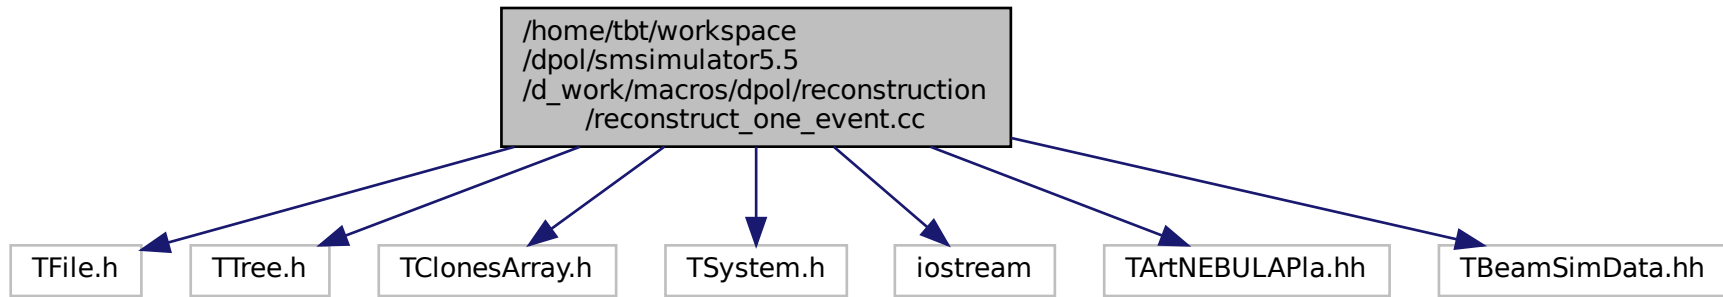 /home/tbt/workspace
/dpol/smsimulator5.5
/d_work/macros/dpol/reconstruction
/reconstruct_one_event.cc
TFile.h
TTree.h
TClonesArray.h
TSystem.h
iostream
TArtNEBULAPla.hh
TBeamSimData.hh